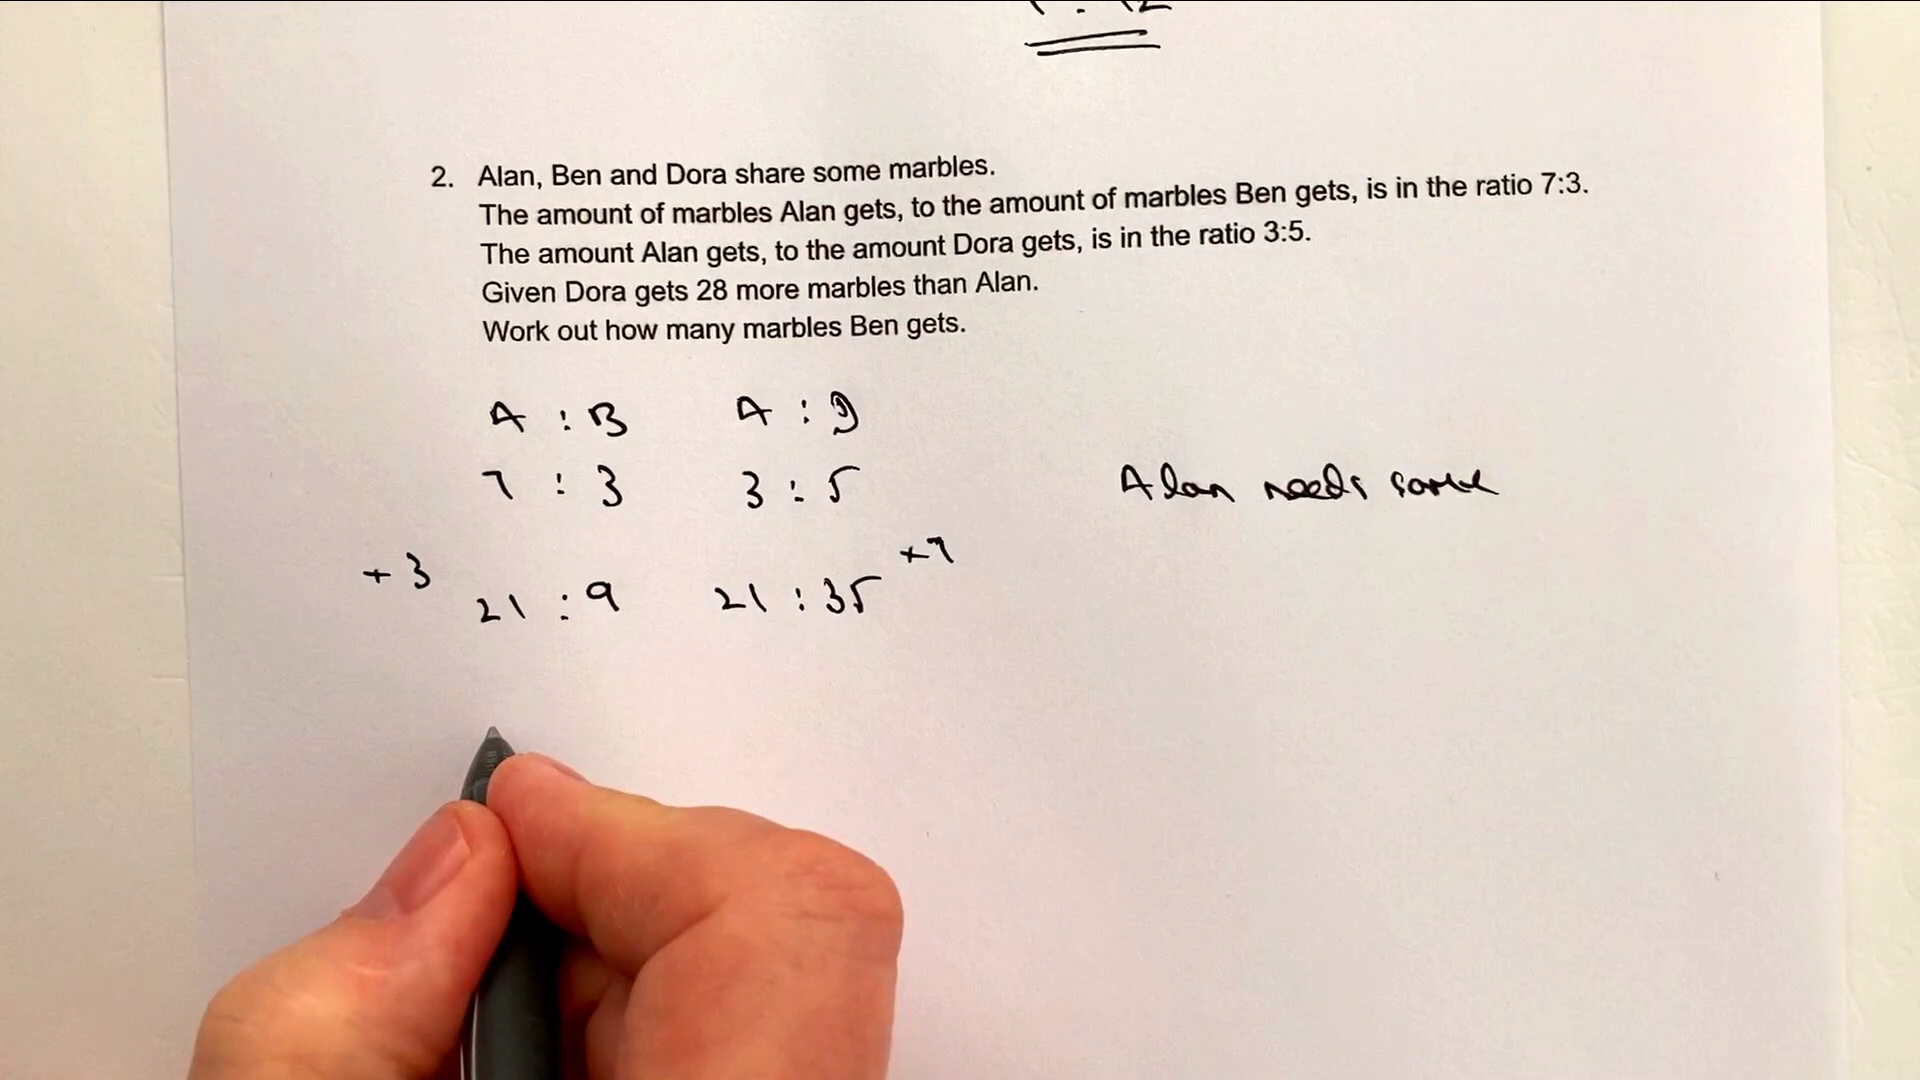 2. Alan, Ben and Dora share some marbles.
The amount of marbles Alan gets, to the amount of marbles Ben gets, is in the ratio 7:3.
The amount Alan gets, to the amount Dora gets, is in the ratio 3:5.
Given Dora gets 28 more marbles than Alan.
Work out how many marbles Ben gets.
A : B A : D
7 : 3 3 : 5 Alan needs same
×3 21 : 9 21 : 35 ×7